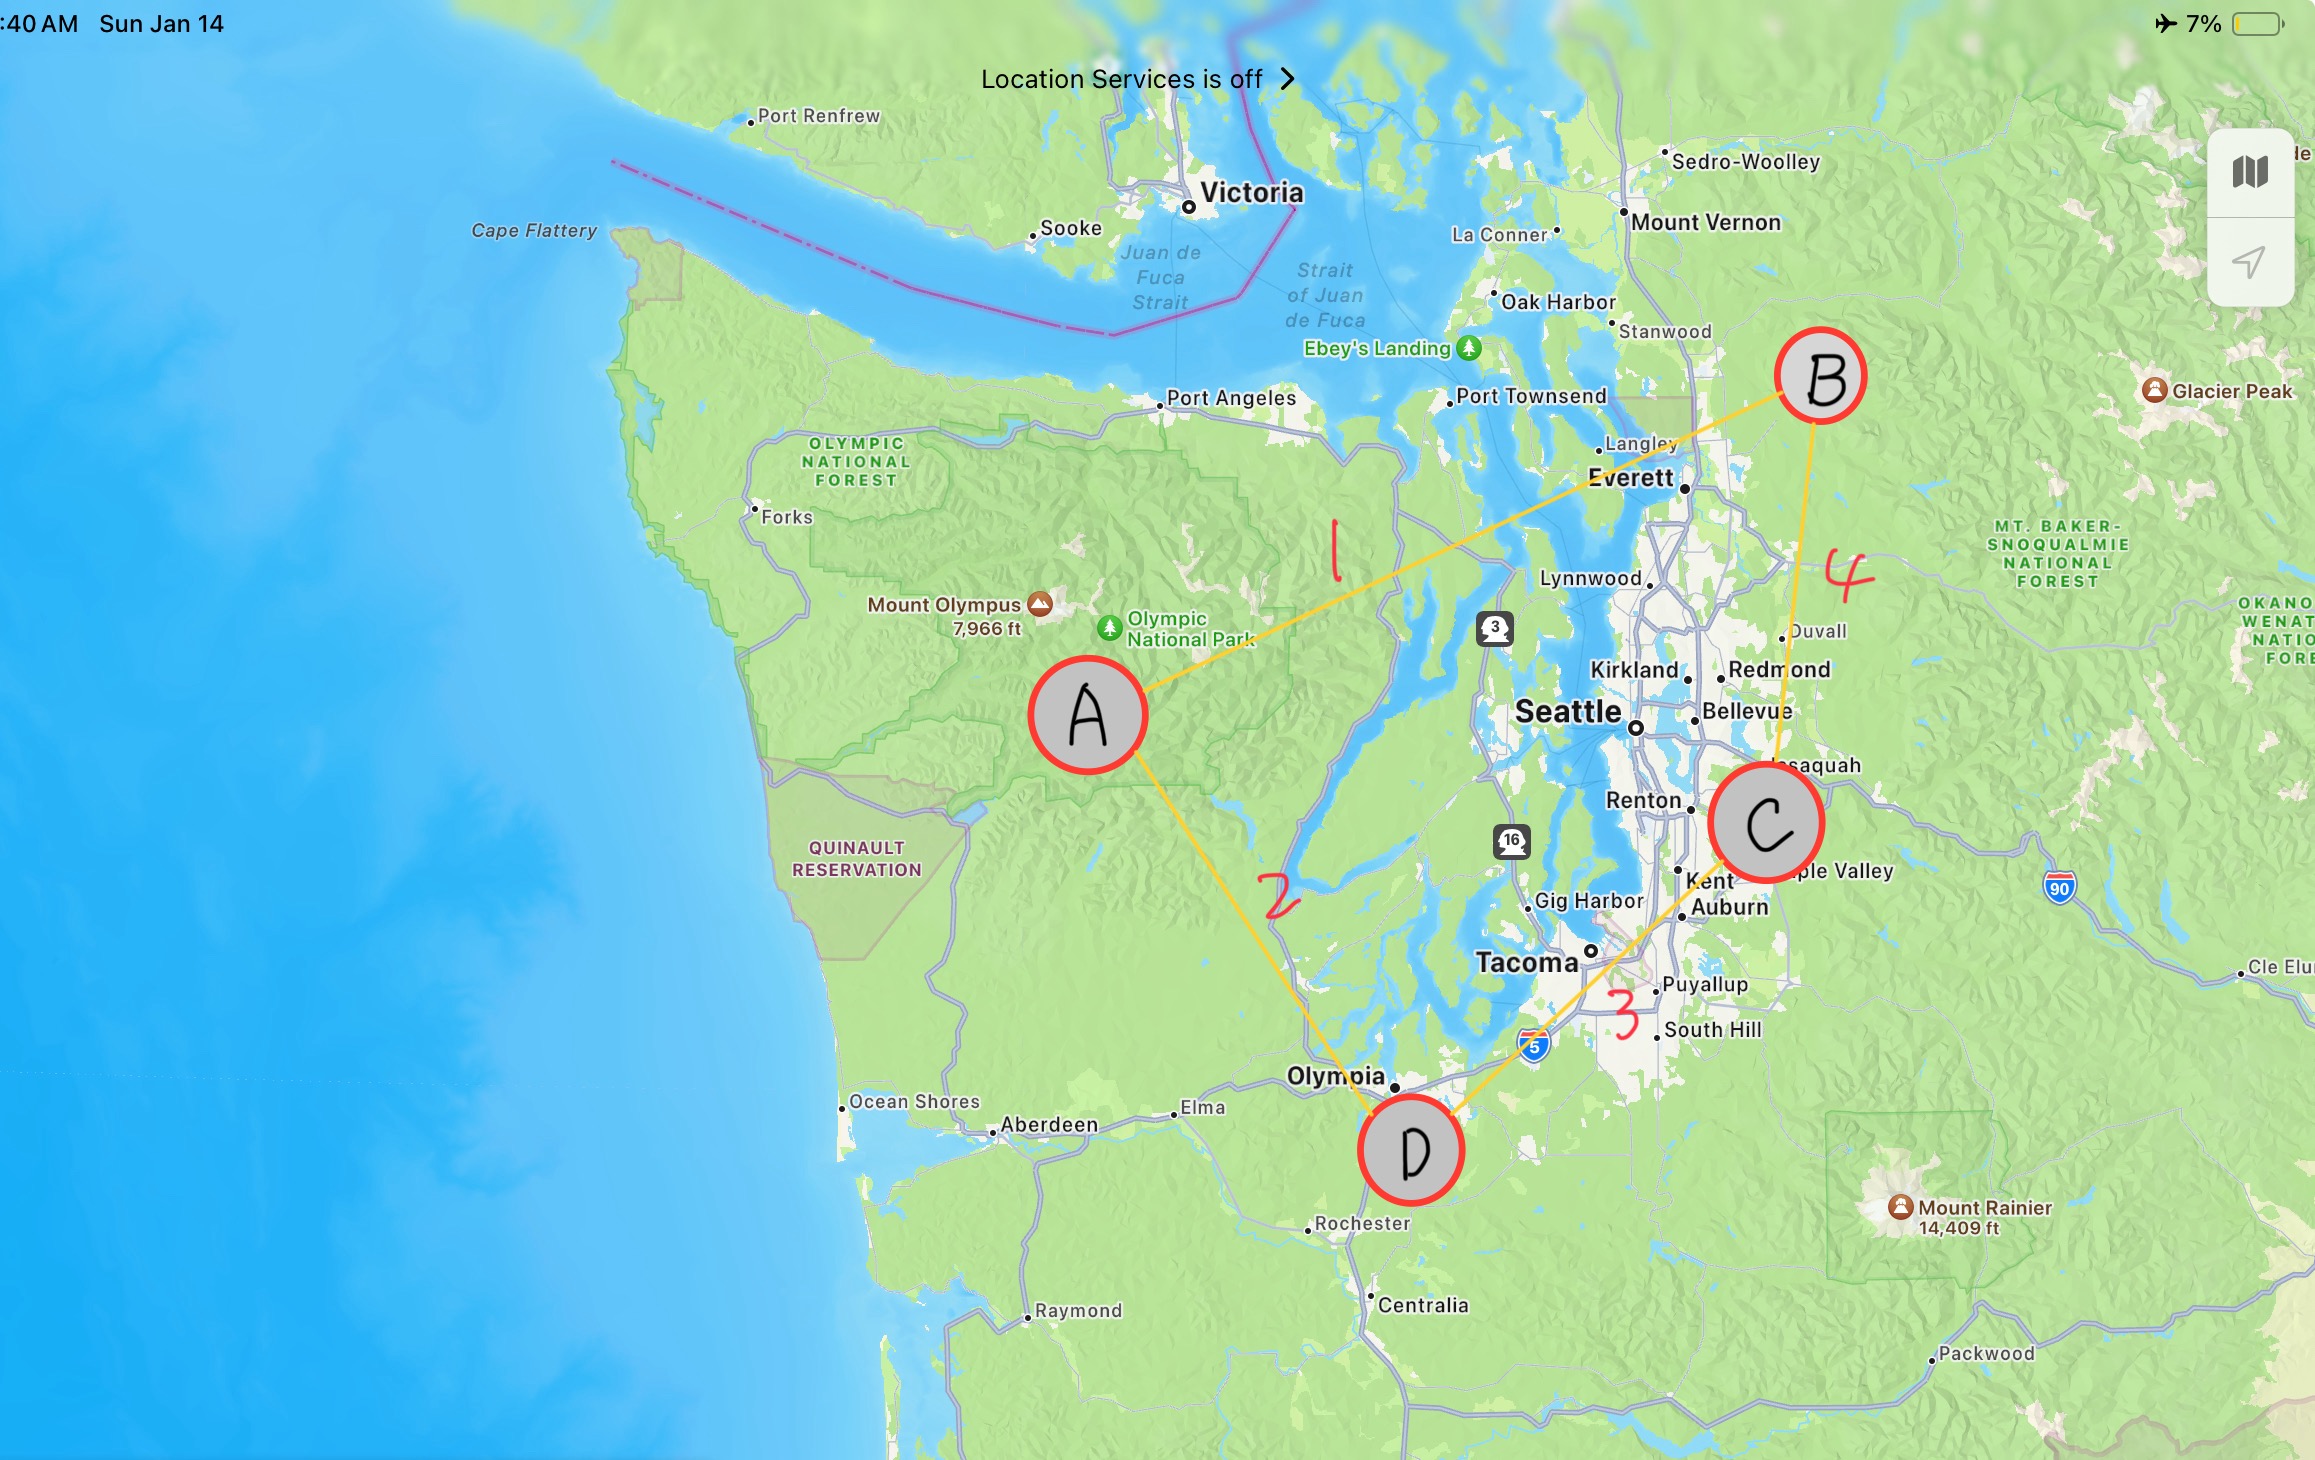 :40 AM Sun Jan 14
7%
Location Services is off
Port Renfrew
Sedro-Woolley
Victoria
Mount Vernon
Cape Flattery
Sooke
La Conner
Juan de
Fuca
Strait
Strait
of Juan
de Fuca
Oak Harbor
Stanwood
Ebey's Landing
B
Glacier Peak
Port Angeles
Port Townsend
OLYMPIC
NATIONAL
FOREST
Langley
Everett
Forks
1
MT. BAKER-
SNOQUALMIE
NATIONAL
FOREST
4
Lynnwood
Mount Olympus
7,966 ft
Olympic
National Park
3
Duvall
OKANO
WENAT
NATIO
FORE
Kirkland
Redmond
A
Seattle
Bellevue
ssaquah
Renton
C
16
QUINAULT
RESERVATION
2
Kent
ple Valley
90
Gig Harbor
Auburn
Tacoma
Cle Elu
Puyallup
3
South Hill
5
Olympia
Ocean Shores
Elma
Aberdeen
D
Mount Rainier
14,409 ft
Rochester
Raymond
Centralia
Packwood